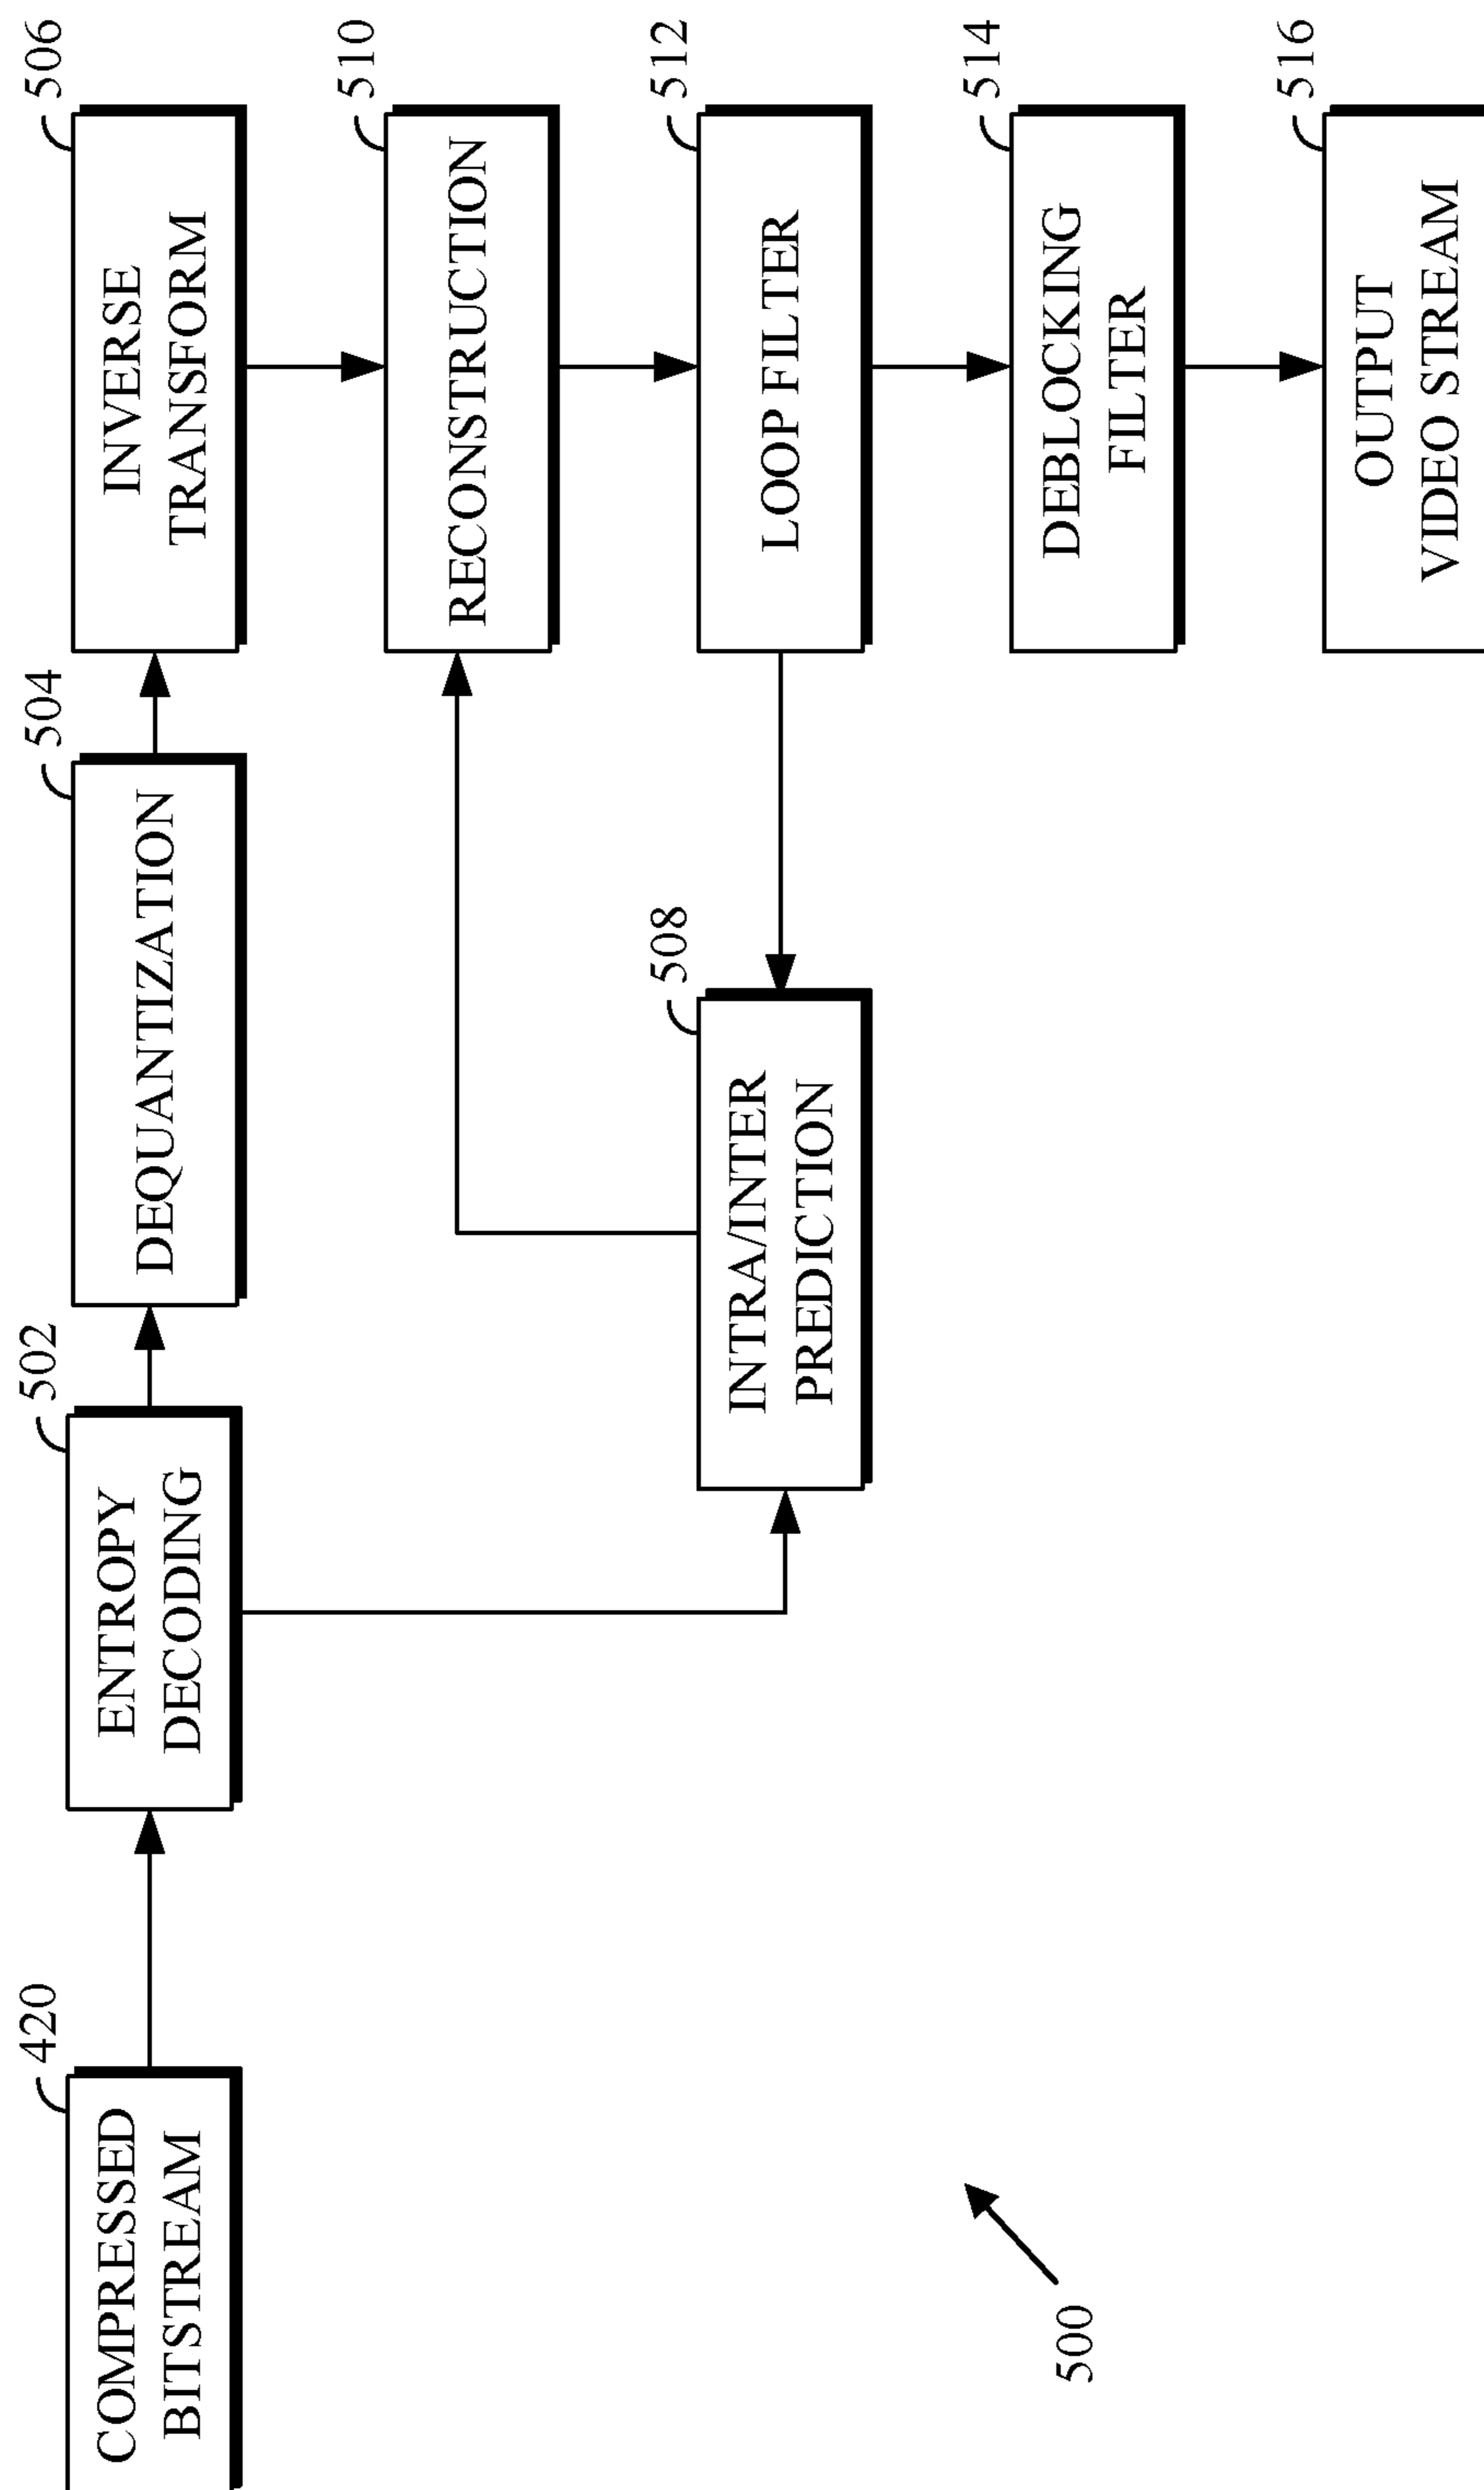 420
COMPRESSED
BITSTREAM
502
ENTROPY
DECODING
504
DEQUANTIZATION
506
INVERSE
TRANSFORM
508
INTRA/INTER
PREDICTION
510
RECONSTRUCTION
512
LOOP FILTER
514
DEBLOCKING
FILTER
516
OUTPUT
VIDEO STREAM
500